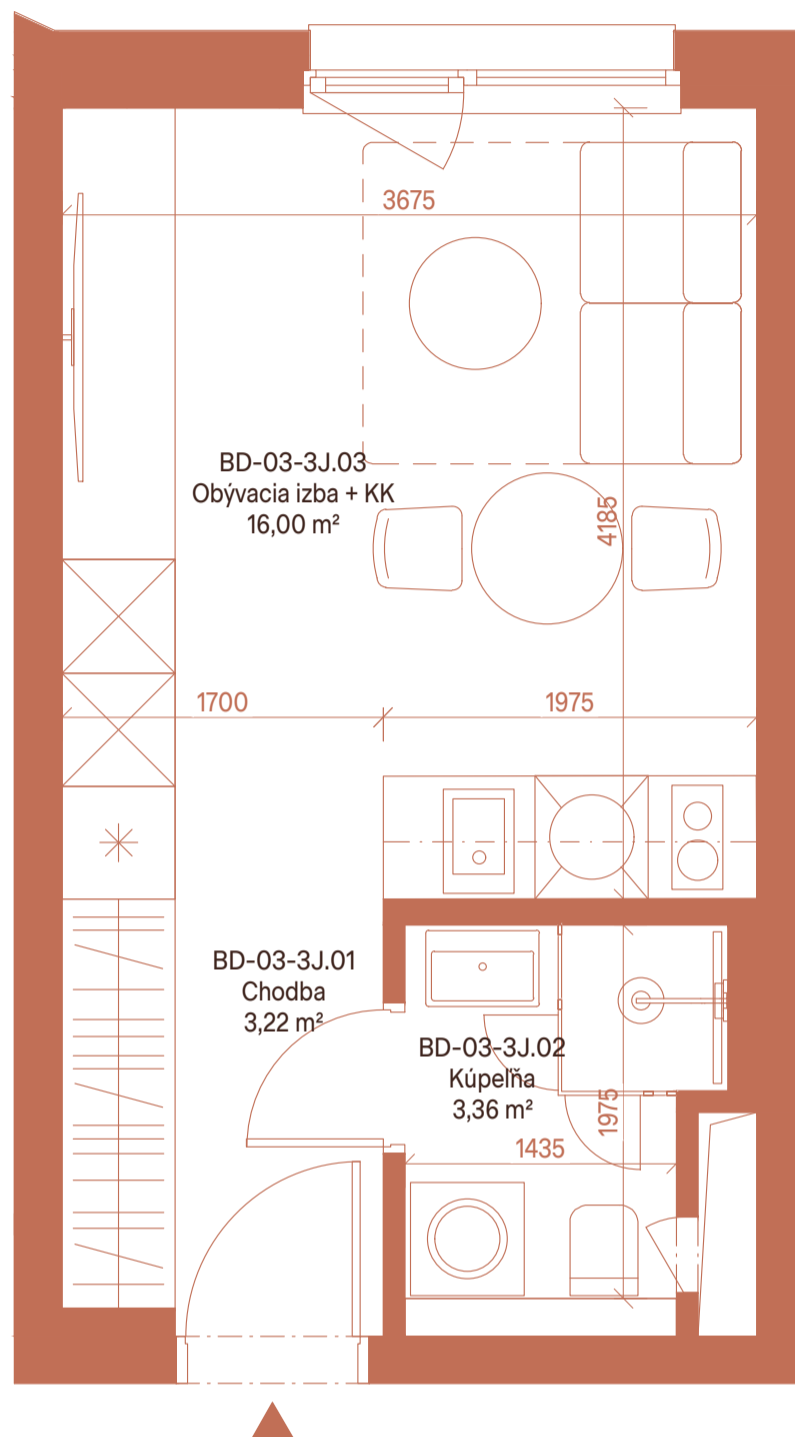 3675
BD-03-3J.03
Obývacia izba + KK
16,00 m²
4185
1700
1975
BD-03-3J.01
Chodba
3,22 m²
BD-03-3J.02
Kúpeľňa
3,36 m²
1975
1435